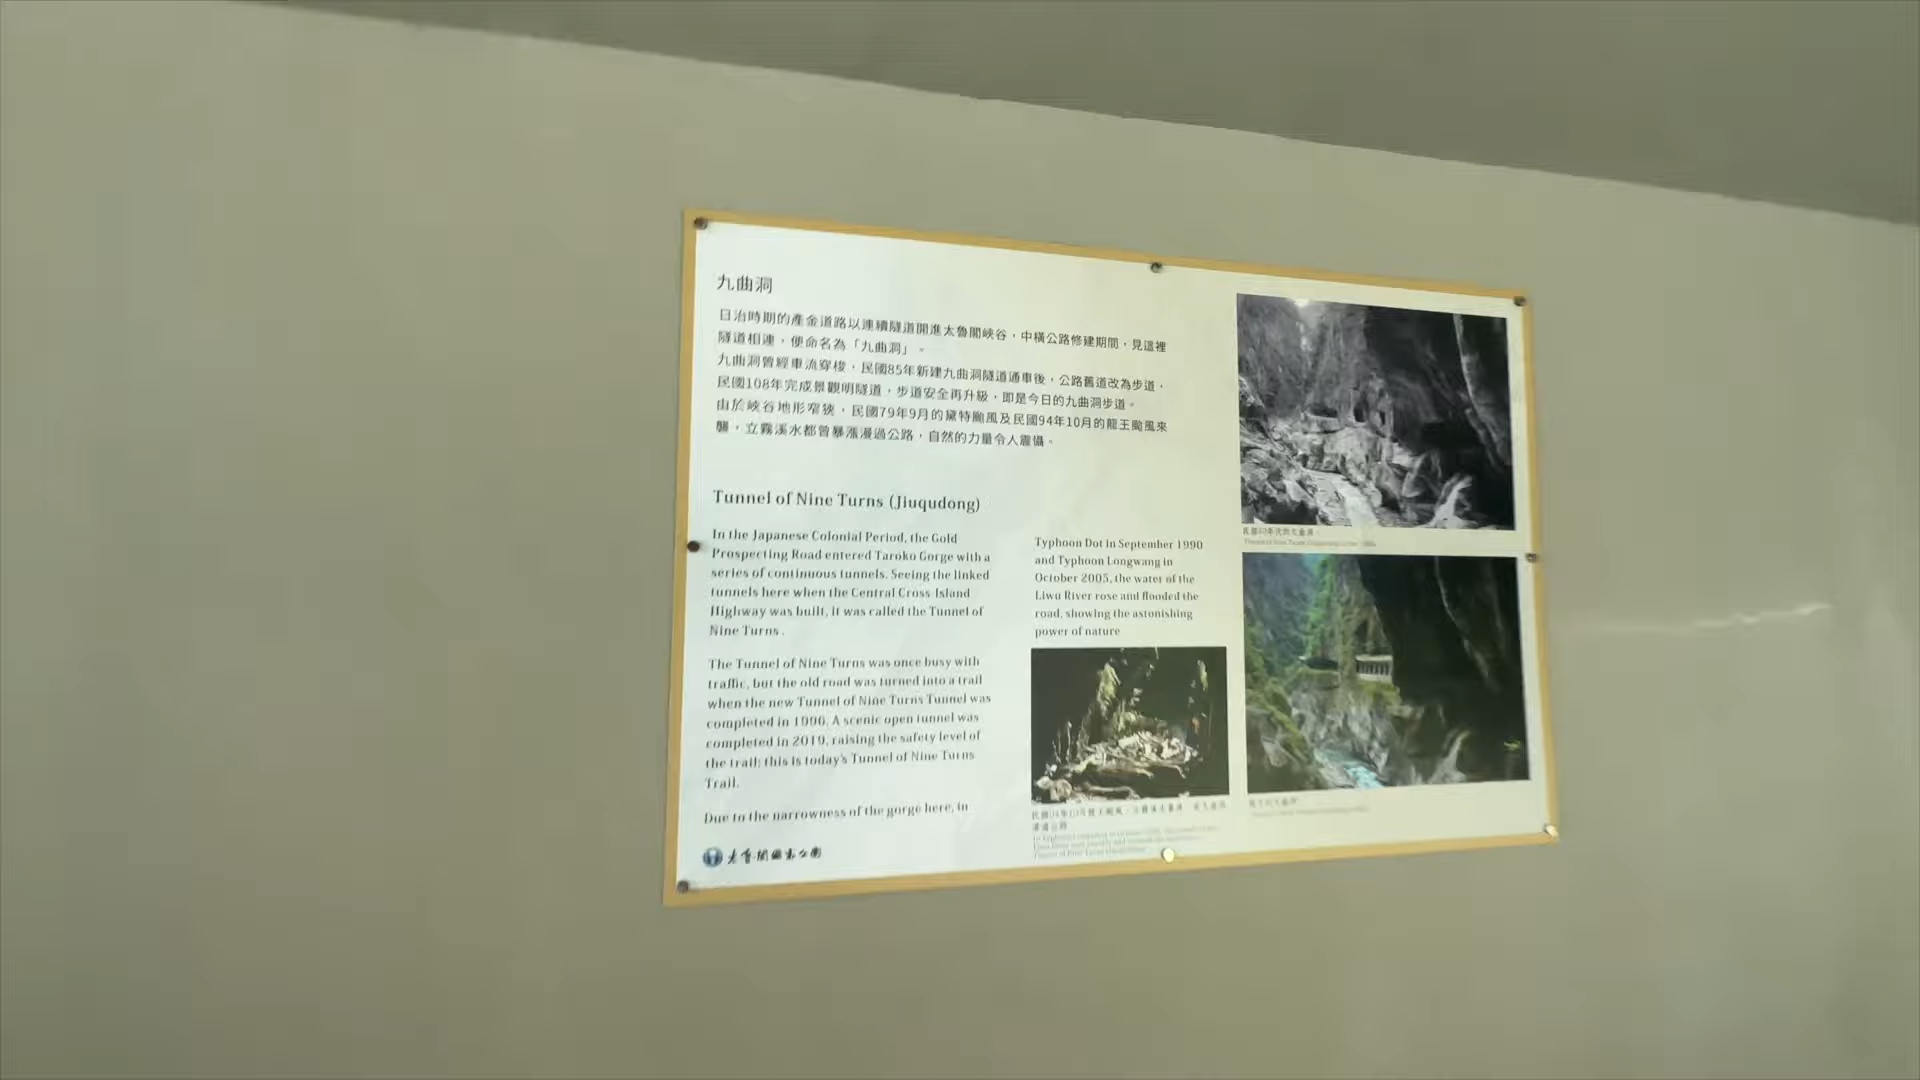 九曲洞
日治時期的產金道路以連續隧道開進太魯閣峽谷，中橫公路修建期間，見這裡
隧道相連，便命名為「九曲洞」。
九曲洞曾經車流穿梭，民國85年新建九曲洞隧道通車後，公路舊道改為步道，
民國108年完成景觀明隧道，步道安全再升級，即是今日的九曲洞步道。
由於峽谷地形窄狹，民國79年9月的黛特颱風及民國94年10月的龍王颱風來
襲，立霧溪水都曾暴漲漫過公路，自然的力量令人震懾。
Tunnel of Nine Turns (Jiuqudong)
In the Japanese Colonial Period, the Gold
Prospecting Road entered Taroko Gorge with a
series of continuous tunnels. Seeing the linked
tunnels here when the Central Cross-Island
Highway was built, it was called the Tunnel of
Nine Turns .
The Tunnel of Nine Turns was once busy with
traffic, but the old road was turned into a trail
when the new Tunnel of Nine Turns Tunnel was
completed in 1996. A scenic open tunnel was
completed in 2019, raising the safety level of
the trail; this is today's Tunnel of Nine Turns
Trail.
Due to the narrowness of the gorge here, in
Typhoon Dot in September 1990
and Typhoon Longwang in
October 2005, the water of the
Liwu River rose and flooded the
road, showing the astonishing
power of nature
太魯閣國家公園